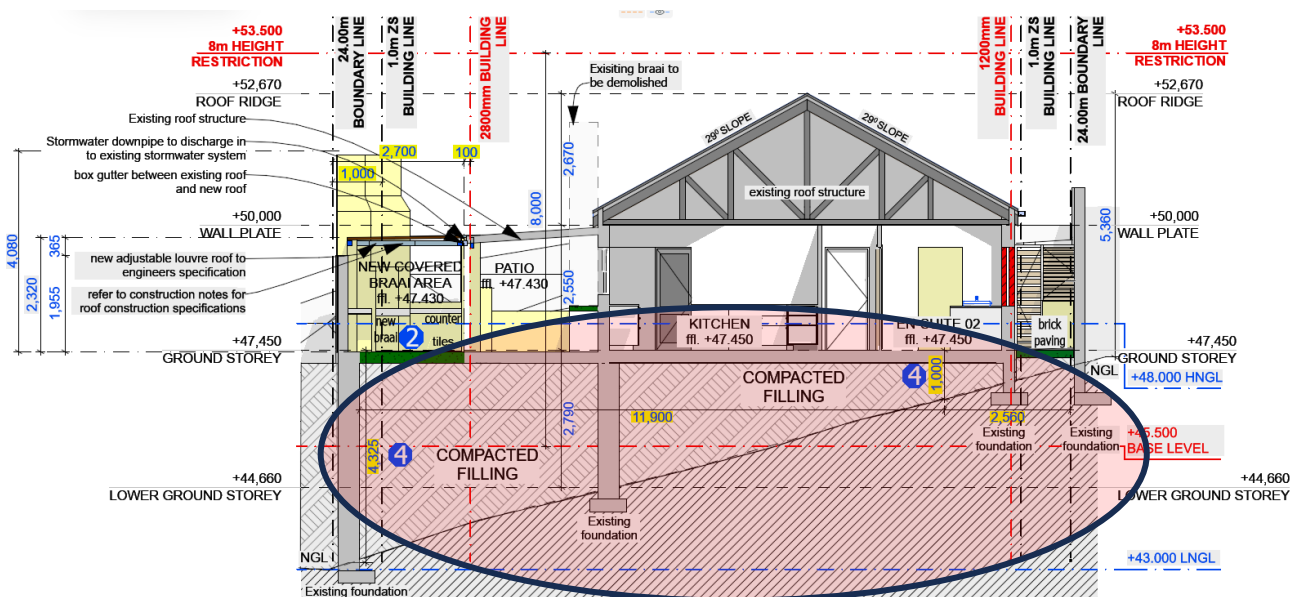 +53.500
8m HEIGHT
RESTRICTION
24.00m
BOUNDARY LINE
1.0m ZS
BUILDING LINE
2800mm BUILDING
LINE
Exisiting braai to
be demolished
1200mm
BUILDING LINE
1.0m ZS
BUILDING LINE
24.00m BOUNDARY
LINE
+53.500
8m HEIGHT
RESTRICTION
+52,670
ROOF RIDGE
+52,670
ROOF RIDGE
Existing roof structure
Stormwater downpipe to discharge in
to existing stormwater system
box gutter between existing roof
and new roof
2,700
100
1,000
2,670
8,000
29º SLOPE
29º SLOPE
existing roof structure
+50,000
WALL PLATE
+50,000
WALL PLATE
5,360
4,080
2,320
365
1,955
new adjustable louvre roof to
engineers specification
refer to construction notes for
roof construction specifications
NEW COVERED
BRAAI AREA
ffl. +47.430
PATIO
ffl. +47.430
2,550
new
braai
2
counter
tiles
KITCHEN
ffl. +47.450
EN-SUITE 02
ffl. +47.450
brick
paving
+47,450
GROUND STOREY
+47,450
GROUND STOREY
NGL
+48.000 HNGL
COMPACTED
FILLING
4
1,000
11,900
2,560
2,790
4,325
4
COMPACTED
FILLING
Existing
foundation
Existing
foundation
+45.500
BASE LEVEL
+44,660
LOWER GROUND STOREY
+44,660
LOWER GROUND STOREY
Existing
foundation
NGL
+43.000 LNGL
Existing foundation